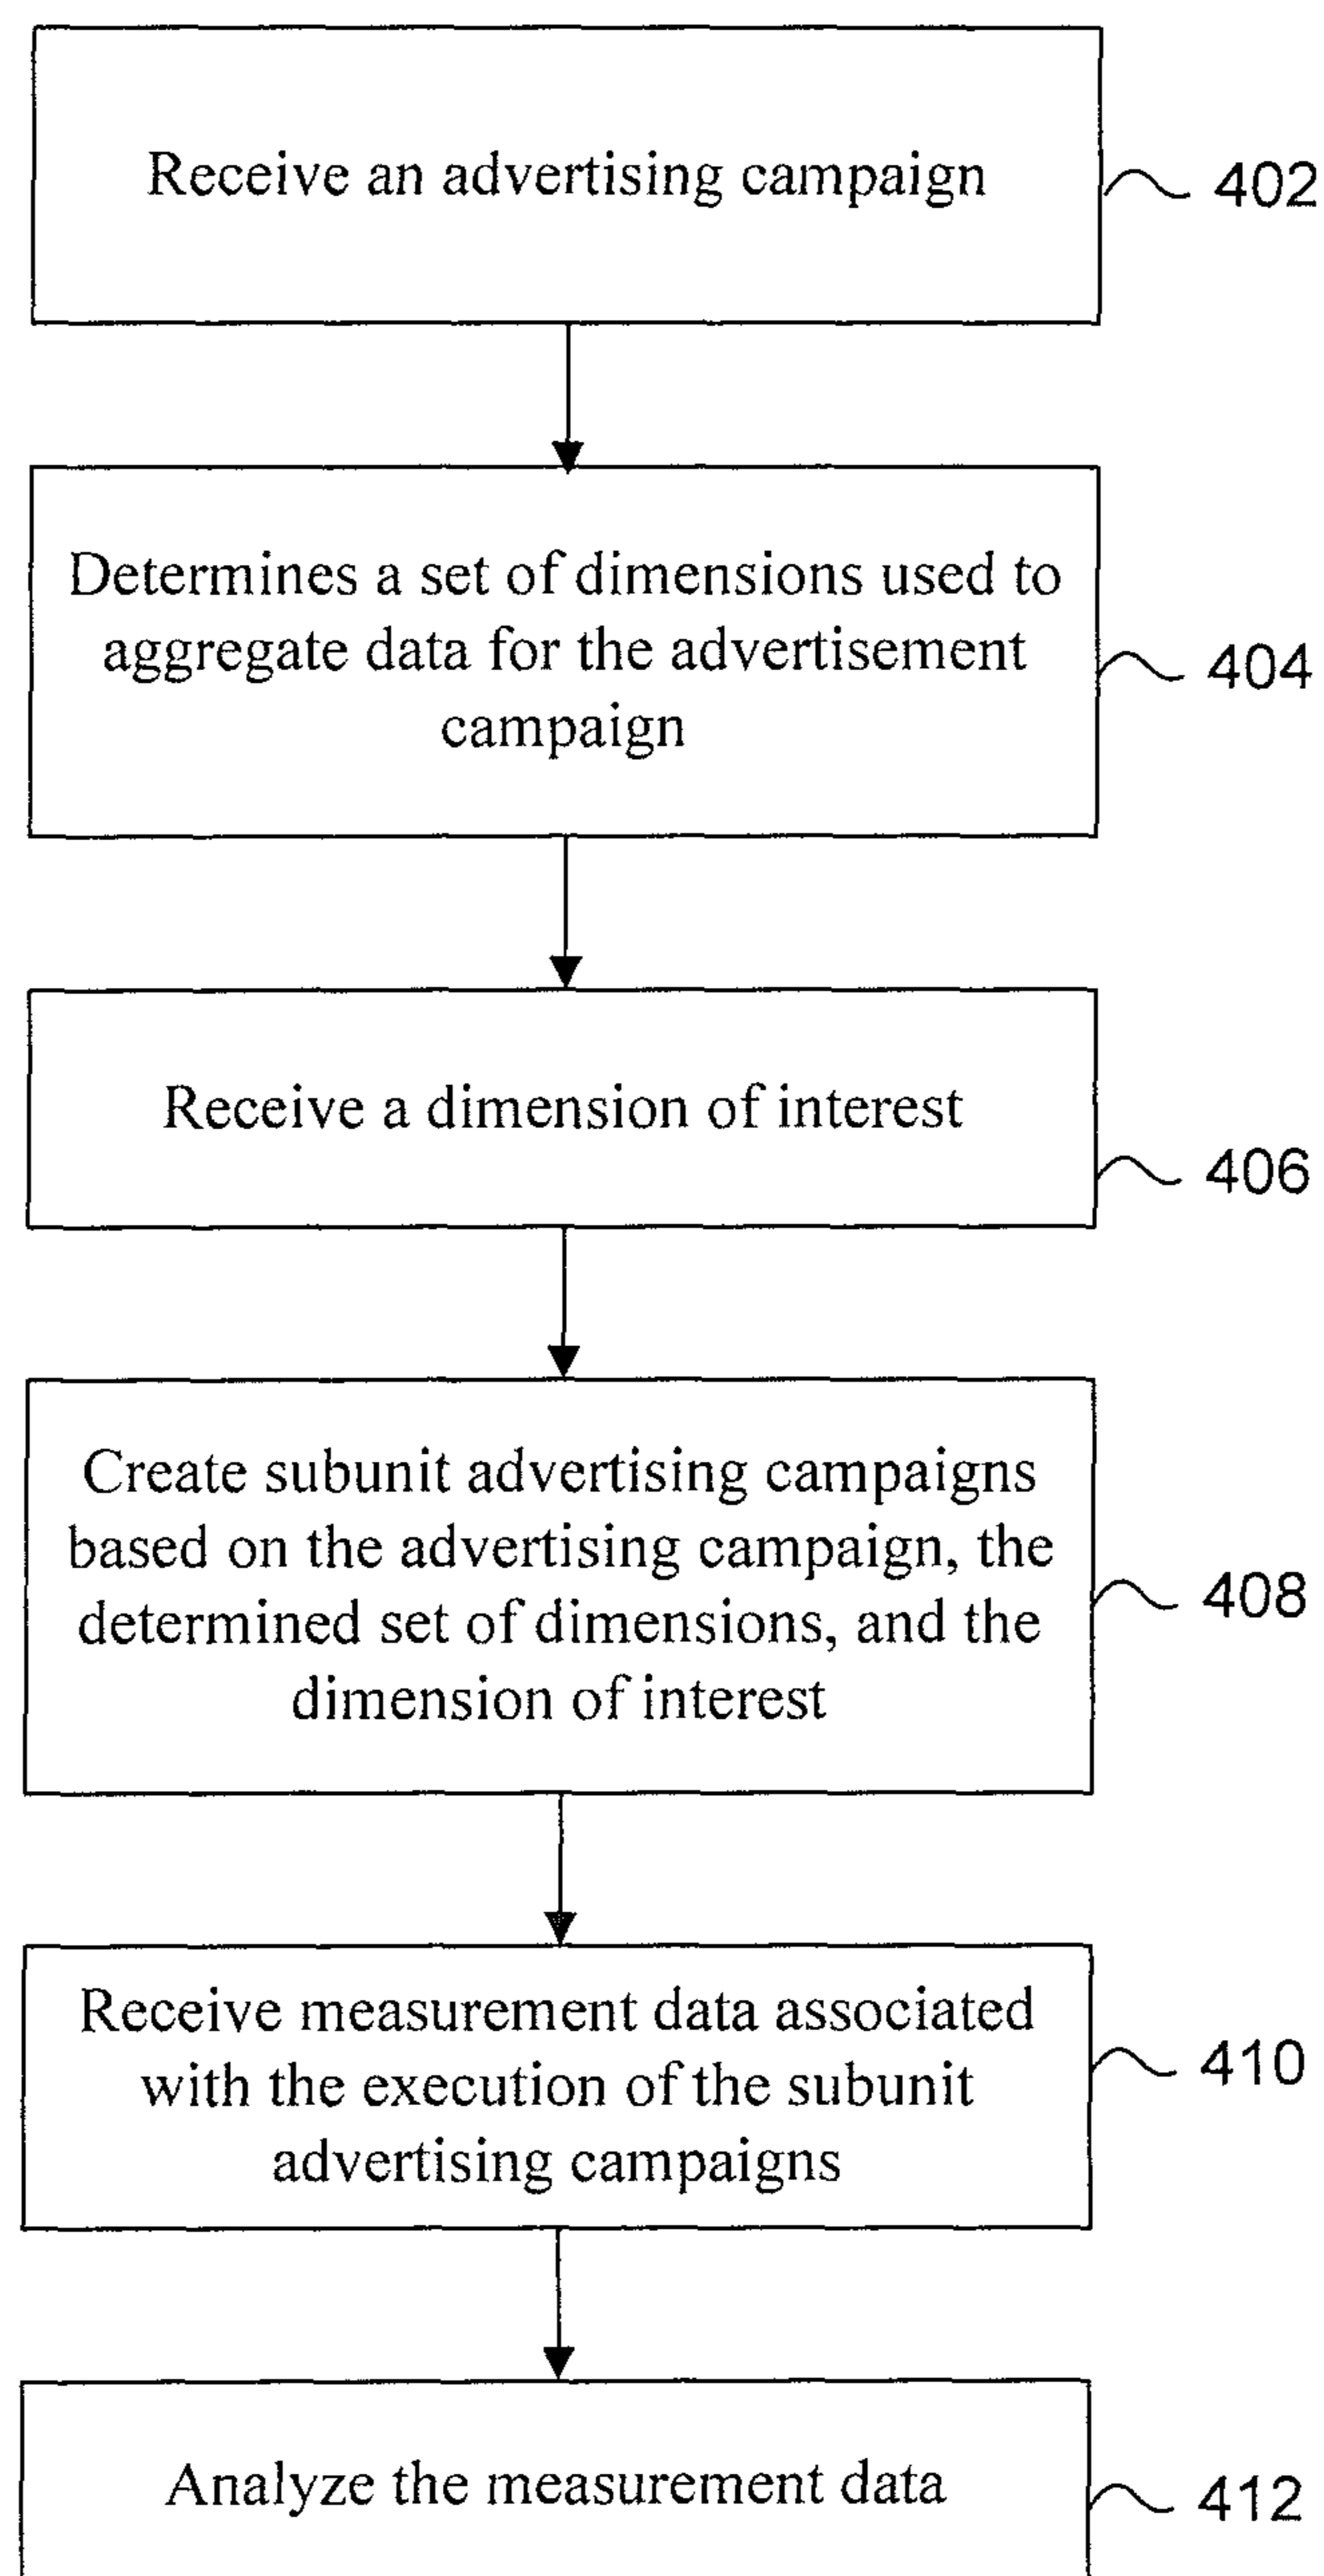 Receive an advertising campaign
402
Determines a set of dimensions used to
aggregate data for the advertisement
campaign
404
Receive a dimension of interest
406
Create subunit advertising campaigns
based on the advertising campaign, the
determined set of dimensions, and the
dimension of interest
408
Receive measurement data associated
with the execution of the subunit
advertising campaigns
410
Analyze the measurement data
412